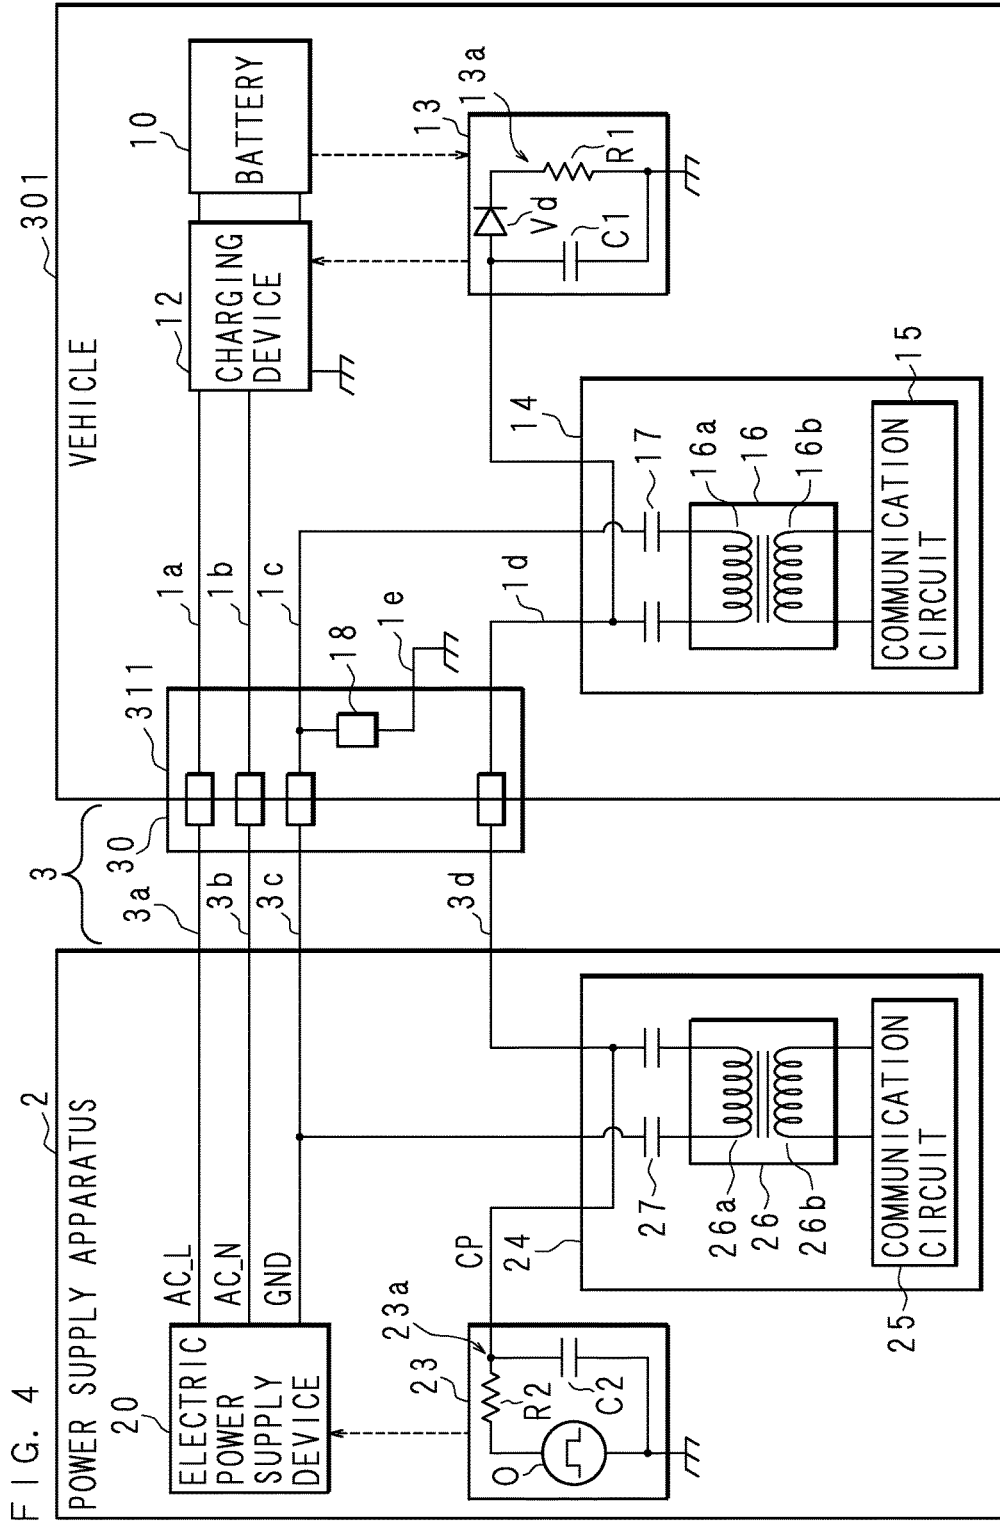 FIG. 4
2
POWER SUPPLY APPARATUS
3
301
VEHICLE
20
ELECTRIC
POWER
SUPPLY
DEVICE
AC_L
AC_N
GND
3a
3b
3c
30
311
1a
1b
1c
12
CHARGING
DEVICE
10
BATTERY
18
1e
23
23a
CP
3d
1d
13
13a
O
R2
C2
Vd
C1
R1
24
27
26a
26
26b
25
COMMUNICATION
CIRCUIT
14
17
16a
16
16b
15
COMMUNICATION
CIRCUIT